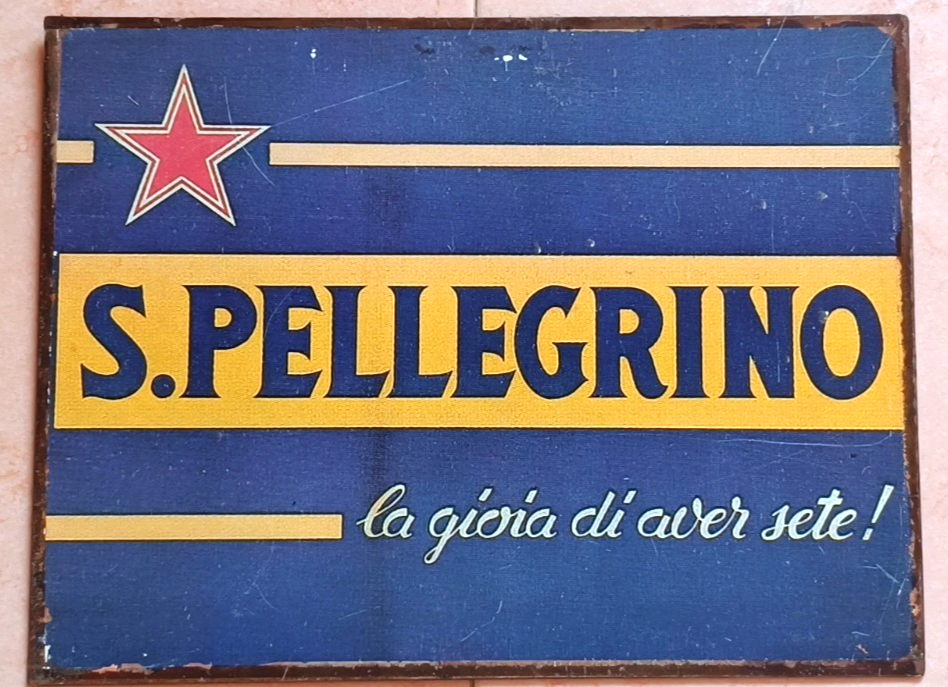 S.PELLEGRINO
la gioia di aver sete!